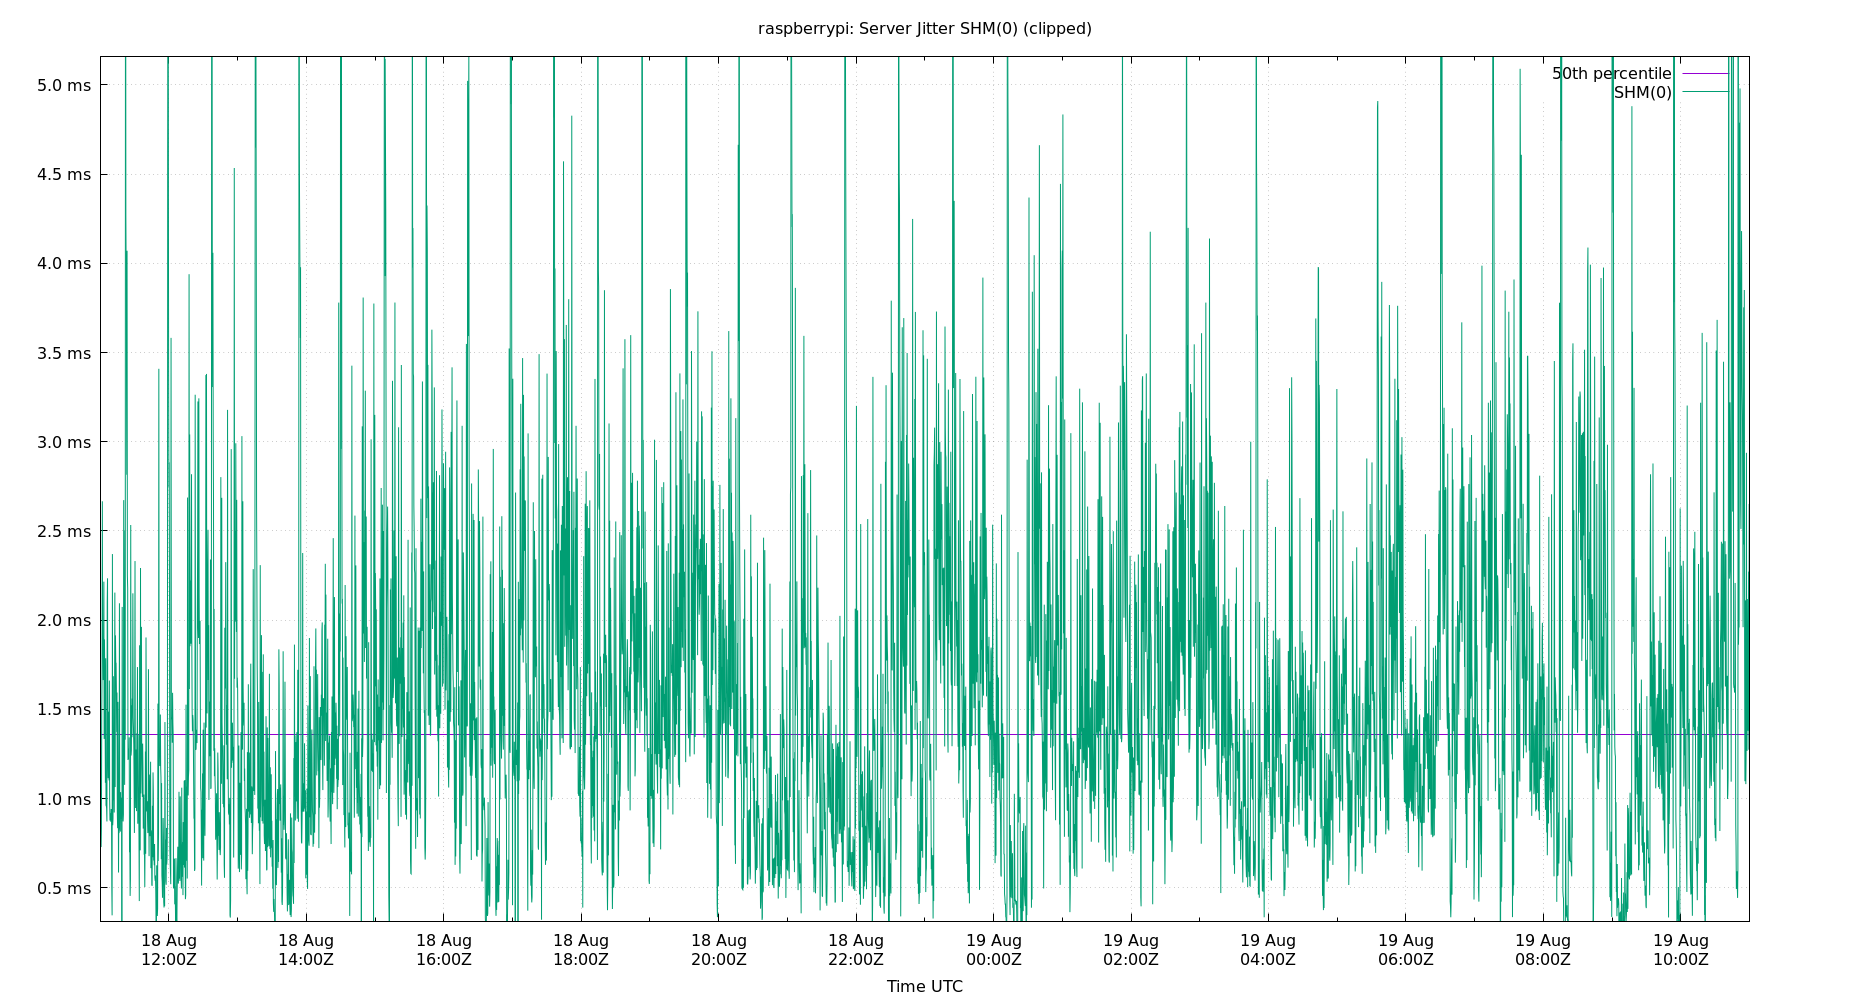 raspberrypi: Server Jitter SHM(0) (clipped)
50th percentile
SHM(0)
5.0 ms
4.5 ms
4.0 ms
3.5 ms
3.0 ms
2.5 ms
2.0 ms
1.5 ms
1.0 ms
0.5 ms
18 Aug 18 Aug 18 Aug 18 Aug 18 Aug 18 Aug 19 Aug 19 Aug 19 Aug 19 Aug 19 Aug 19 Aug
12:00Z 14:00Z 16:00Z 18:00Z 20:00Z 22:00Z 00:00Z 02:00Z 04:00Z 06:00Z 08:00Z 10:00Z
Time UTC